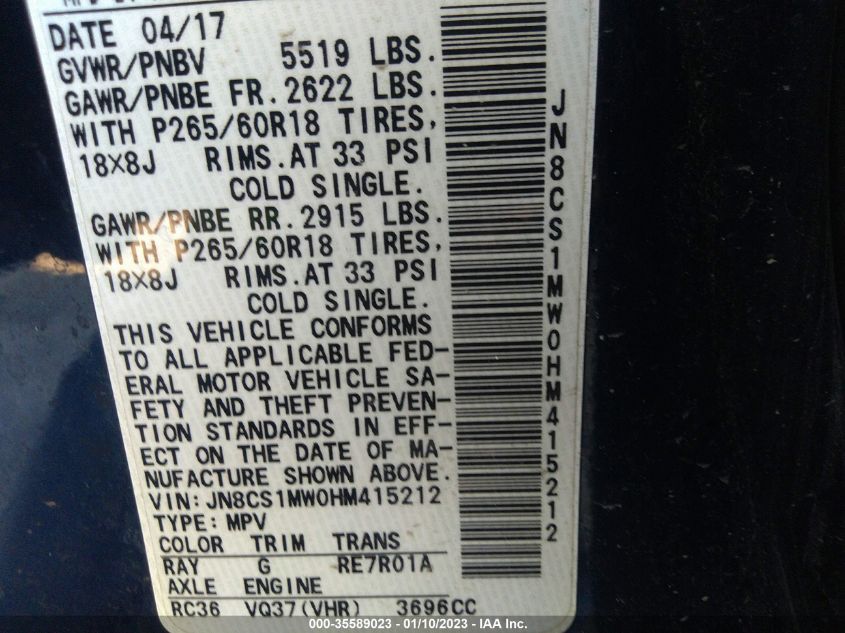 DATE 04/17
GVWR/PNBV 5519 LBS.
GAWR/PNBE FR.2622 LBS.
WITH P265/60R18 TIRES,
18X8J RIMS.AT 33 PSI
COLD SINGLE.
GAWR/PNBE RR.2915 LBS.
WITH P265/60R18 TIRES,
18X8J RIMS.AT 33 PSI
COLD SINGLE.
THIS VEHICLE CONFORMS
TO ALL APPLICABLE FED-
ERAL MOTOR VEHICLE SA-
FETY AND THEFT PREVEN-
TION STANDARDS IN EFF-
ECT ON THE DATE OF MA-
NUFACTURE SHOWN ABOVE.
VIN:JN8CS1MW0HM415212
TYPE:MPV
COLOR TRIM TRANS
RAY G RE7R01A
AXLE ENGINE
RC36 VQ37(VHR) 3696CC
JN8CS1MW0HM415212
000-35589023 - 01/10/2023 - IAA Inc.